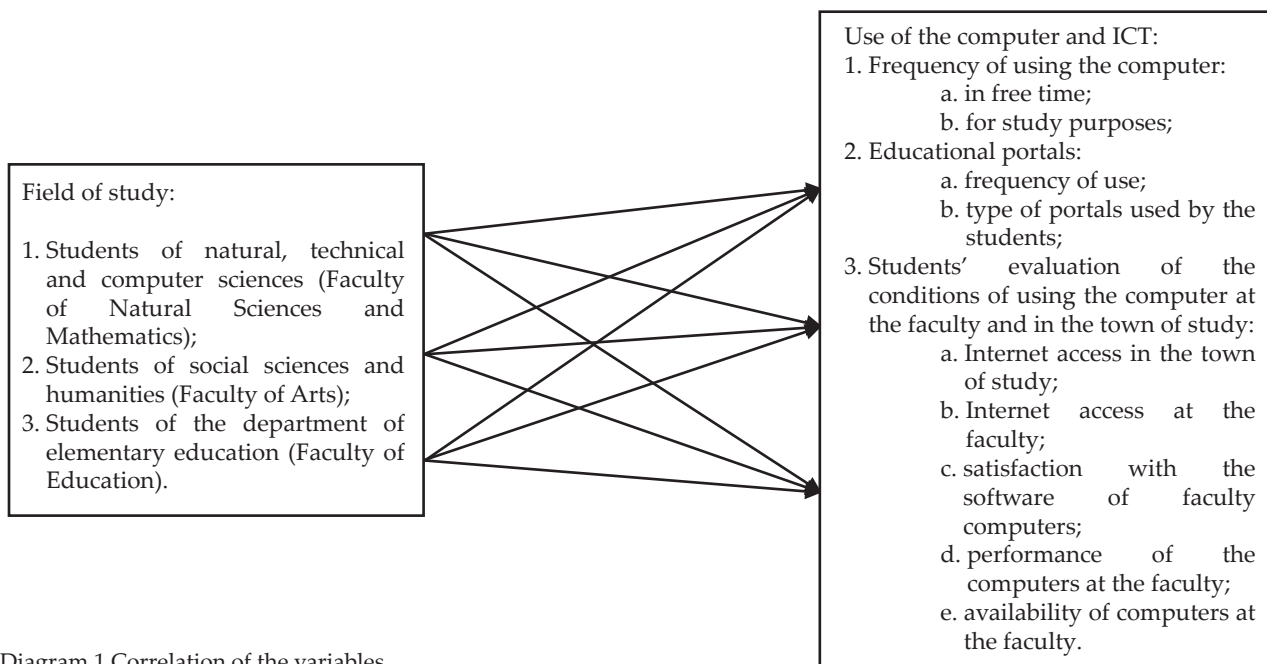 Field of study:
1. Students of natural, technical
and computer sciences (Faculty
of Natural Sciences and
Mathematics);
2. Students of social sciences and
humanities (Faculty of Arts);
3. Students of the department of
elementary education (Faculty of
Education).
Use of the computer and ICT:
1. Frequency of using the computer:
a. in free time;
b. for study purposes;
2. Educational portals:
a. frequency of use;
b. type of portals used by the
students;
3. Students' evaluation of the
conditions of using the computer at
the faculty and in the town of study:
a. Internet access in the town
of study;
b. Internet access at the
faculty;
c. satisfaction with the
software of faculty
computers;
d. performance of the
computers at the faculty;
e. availability of computers at
the faculty.
Diagram 1 Correlation of the variables